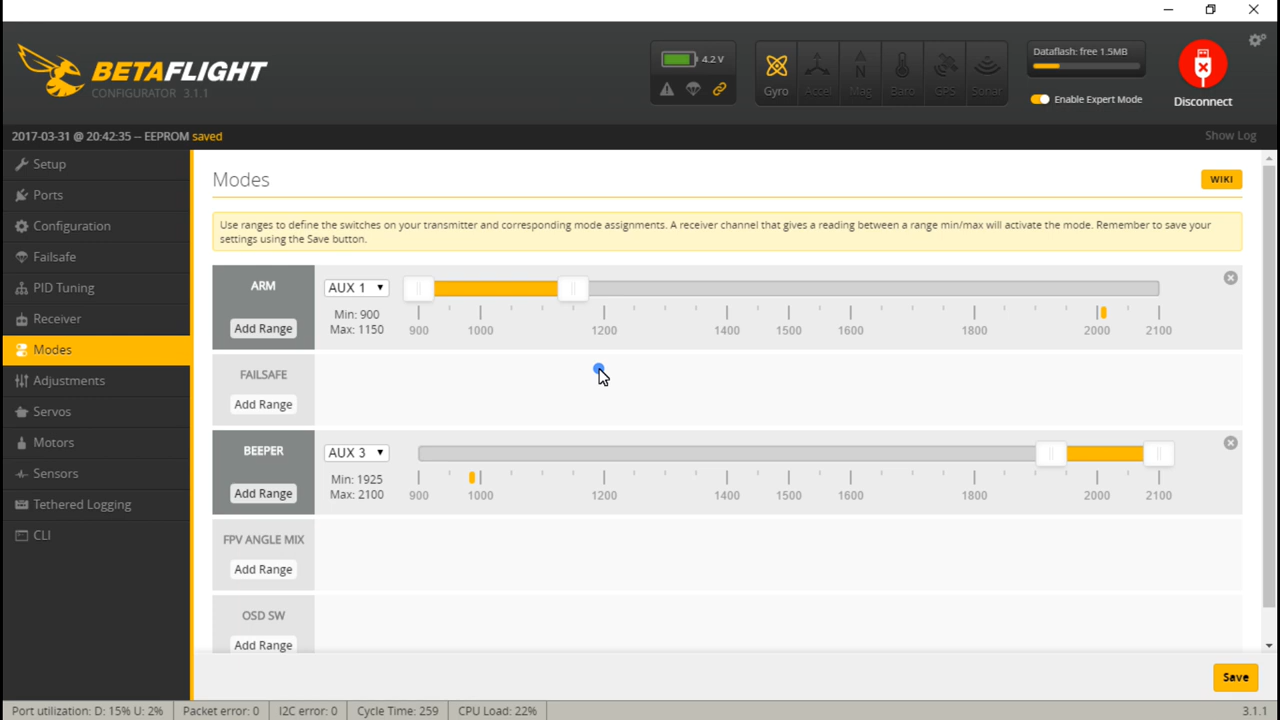 BETAFLIGHT
CONFIGURATOR 3.1.1
4.2 V
Gyro
Accel
Mag
Baro
GPS
Sonar
Dataflash: free 1.5MB
Enable Expert Mode
Disconnect
2017-03-31 @ 20:42:35 -- EEPROM saved
Show Log
Setup
Ports
Configuration
Failsafe
PID Tuning
Receiver
Modes
Adjustments
Servos
Motors
Sensors
Tethered Logging
CLI
Modes
WIKI
Use ranges to define the switches on your transmitter and corresponding mode assignments. A receiver channel that gives a reading between a range min/max will activate the mode. Remember to save your
settings using the Save button.
ARM
Add Range
AUX 1
Min: 900
Max: 1150
900 1000 1200 1400 1500 1600 1800 2000 2100
FAILSAFE
Add Range
BEEPER
Add Range
AUX 3
Min: 1925
Max: 2100
900 1000 1200 1400 1500 1600 1800 2000 2100
FPV ANGLE MIX
Add Range
OSD SW
Add Range
Save
Port utilization: D: 15% U: 2%
Packet error: 0
I2C error: 0
Cycle Time: 259
CPU Load: 22%
3.1.1